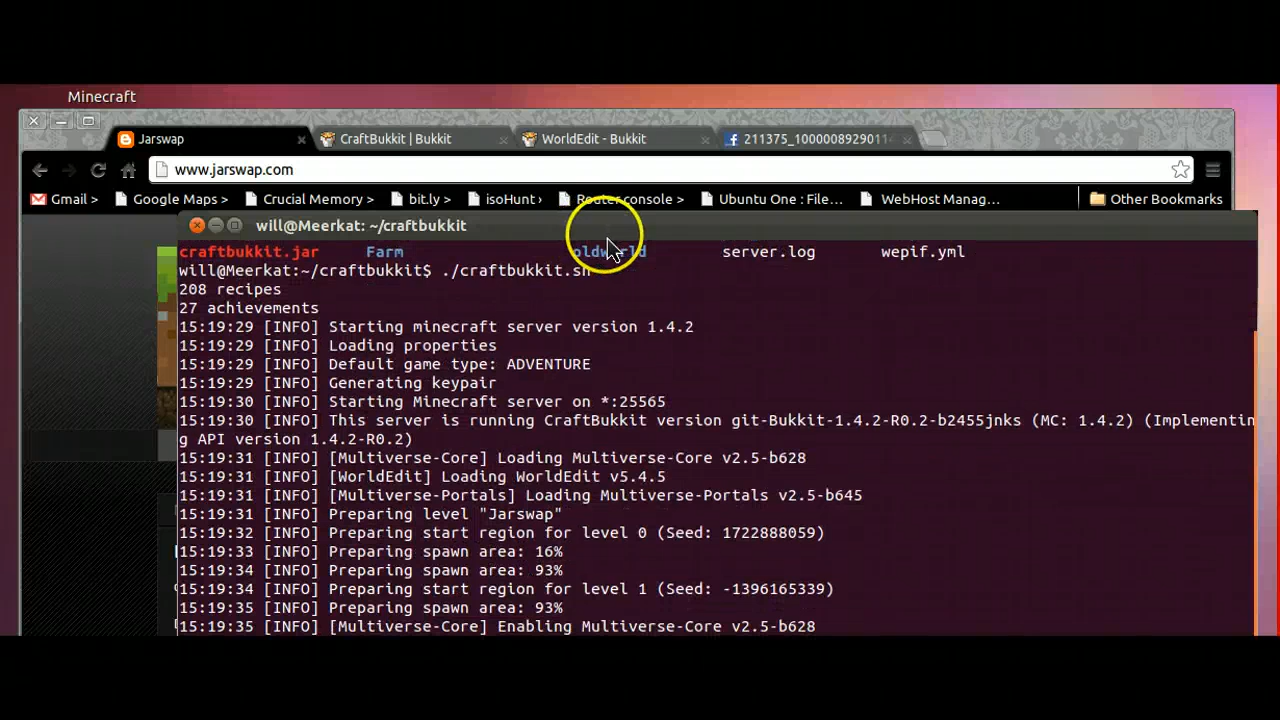 Minecraft
Jarswap CraftBukkit | Bukkit WorldEdit - Bukkit 211375_10000089290114
www.jarswap.com
Gmail > Google Maps > Crucial Memory > bit.ly > isoHunt > Router console > Ubuntu One : File... WebHost Manag... Other Bookmarks
will@Meerkat: ~/craftbukkit
craftbukkit.jar Farm oldworld server.log wepif.yml
will@Meerkat:~/craftbukkit$ ./craftbukkit.sh
208 recipes
27 achievements
15:19:29 [INFO] Starting minecraft server version 1.4.2
15:19:29 [INFO] Loading properties
15:19:29 [INFO] Default game type: ADVENTURE
15:19:29 [INFO] Generating keypair
15:19:30 [INFO] Starting Minecraft server on *:25565
15:19:30 [INFO] This server is running CraftBukkit version git-Bukkit-1.4.2-R0.2-b2455jnks (MC: 1.4.2) (Implementin
g API version 1.4.2-R0.2)
15:19:31 [INFO] [Multiverse-Core] Loading Multiverse-Core v2.5-b628
15:19:31 [INFO] [WorldEdit] Loading WorldEdit v5.4.5
15:19:31 [INFO] [Multiverse-Portals] Loading Multiverse-Portals v2.5-b645
15:19:31 [INFO] Preparing level "Jarswap"
15:19:32 [INFO] Preparing start region for level 0 (Seed: 1722888059)
15:19:33 [INFO] Preparing spawn area: 16%
15:19:34 [INFO] Preparing spawn area: 93%
15:19:34 [INFO] Preparing start region for level 1 (Seed: -1396165339)
15:19:35 [INFO] Preparing spawn area: 93%
15:19:35 [INFO] [Multiverse-Core] Enabling Multiverse-Core v2.5-b628